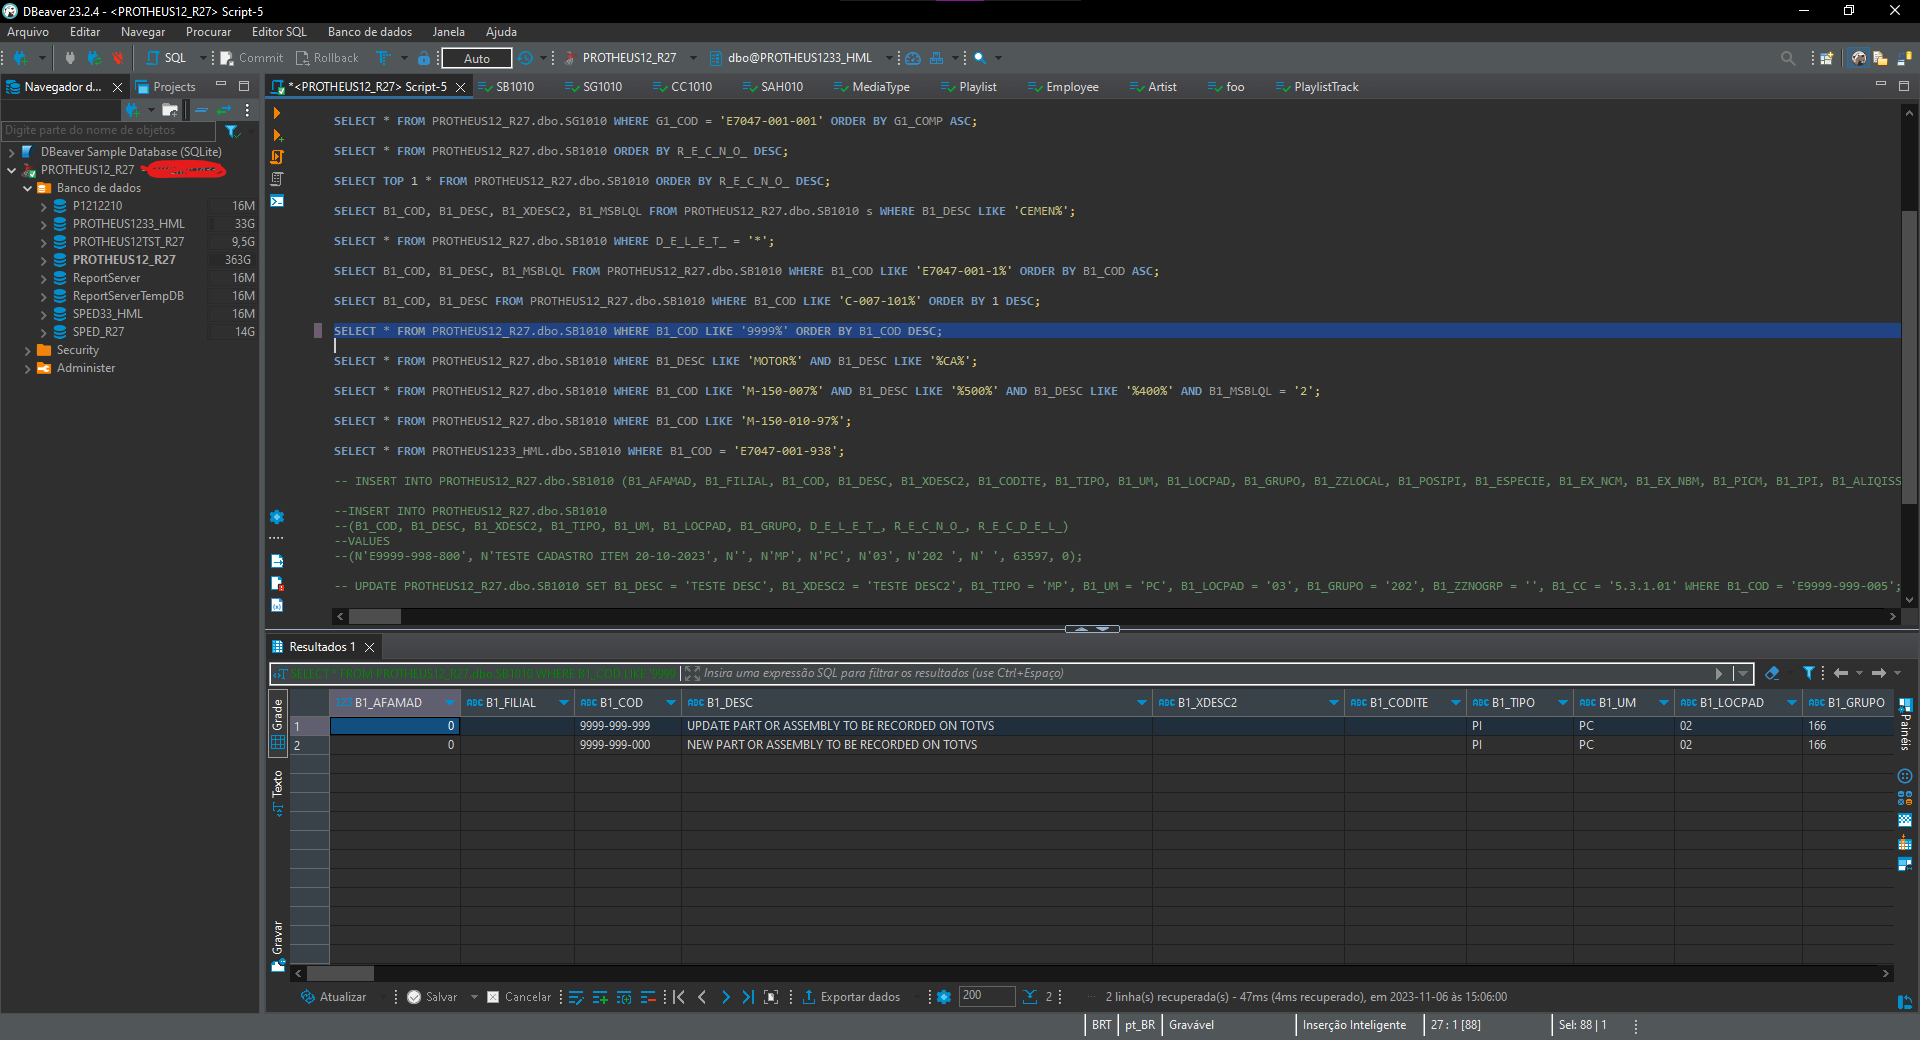 DBeaver 23.2.4 - <PROTHEUS12_R27> Script-5
Arquivo Editar Navegar Procurar Editor SQL Banco de dados Janela Ajuda
SQL Commit Rollback Auto PROTHEUS12_R27 dbo@PROTHEUS1233_HML
Navegador d... Projects
Digite parte do nome de objetos
DBeaver Sample Database (SQLite)
PROTHEUS12_R27
Banco de dados
P1212210 16M
PROTHEUS1233_HML 33G
PROTHEUS12TST_R27 9,5G
PROTHEUS12_R27 363G
ReportServer 16M
ReportServerTempDB 16M
SPED33_HML 16M
SPED_R27 14G
Security
Administer
*<PROTHEUS12_R27> Script-5 SB1010 SG1010 CC1010 SAH010 MediaType Playlist Employee Artist foo PlaylistTrack
SELECT * FROM PROTHEUS12_R27.dbo.SG1010 WHERE G1_COD = 'E7047-001-001' ORDER BY G1_COMP ASC;
SELECT * FROM PROTHEUS12_R27.dbo.SB1010 ORDER BY R_E_C_N_O_ DESC;
SELECT TOP 1 * FROM PROTHEUS12_R27.dbo.SB1010 ORDER BY R_E_C_N_O_ DESC;
SELECT B1_COD, B1_DESC, B1_XDESC2, B1_MSBLQL FROM PROTHEUS12_R27.dbo.SB1010 s WHERE B1_DESC LIKE 'CEMEN%';
SELECT * FROM PROTHEUS12_R27.dbo.SB1010 WHERE D_E_L_E_T_ = '*';
SELECT B1_COD, B1_DESC, B1_MSBLQL FROM PROTHEUS12_R27.dbo.SB1010 WHERE B1_COD LIKE 'E7047-001-1%' ORDER BY B1_COD ASC;
SELECT B1_COD, B1_DESC FROM PROTHEUS12_R27.dbo.SB1010 WHERE B1_COD LIKE 'C-007-101%' ORDER BY 1 DESC;
SELECT * FROM PROTHEUS12_R27.dbo.SB1010 WHERE B1_COD LIKE '9999%' ORDER BY B1_COD DESC;
SELECT * FROM PROTHEUS12_R27.dbo.SB1010 WHERE B1_DESC LIKE 'MOTOR%' AND B1_DESC LIKE '%CA%';
SELECT * FROM PROTHEUS12_R27.dbo.SB1010 WHERE B1_COD LIKE 'M-150-007%' AND B1_DESC LIKE '%500%' AND B1_DESC LIKE '%400%' AND B1_MSBLQL = '2';
SELECT * FROM PROTHEUS12_R27.dbo.SB1010 WHERE B1_COD LIKE 'M-150-010-97%';
SELECT * FROM PROTHEUS1233_HML.dbo.SB1010 WHERE B1_COD = 'E7047-001-938';
-- INSERT INTO PROTHEUS12_R27.dbo.SB1010 (B1_AFAMAD, B1_FILIAL, B1_COD, B1_DESC, B1_XDESC2, B1_CODITE, B1_TIPO, B1_UM, B1_LOCPAD, B1_GRUPO, B1_ZZLOCAL, B1_POSIPI, B1_ESPECIE, B1_EX_NCM, B1_EX_NBM, B1_PICM, B1_IPI, B1_ALIQISS
--INSERT INTO PROTHEUS12_R27.dbo.SB1010
--(B1_COD, B1_DESC, B1_XDESC2, B1_TIPO, B1_UM, B1_LOCPAD, B1_GRUPO, D_E_L_E_T_, R_E_C_N_O_, R_E_C_D_E_L_)
--VALUES
--(N'E9999-998-800', N'TESTE CADASTRO ITEM 20-10-2023', N'', N'MP', N'PC', N'03', N'202 ', N' ', 63597, 0);
-- UPDATE PROTHEUS12_R27.dbo.SB1010 SET B1_DESC = 'TESTE DESC', B1_XDESC2 = 'TESTE DESC2', B1_TIPO = 'MP', B1_UM = 'PC', B1_LOCPAD = '03', B1_GRUPO = '202', B1_ZZNOGRP = '', B1_CC = '5.3.1.01' WHERE B1_COD = 'E9999-999-005';
Resultados 1
SELECT * FROM PROTHEUS12_R27.dbo.SB1010 WHERE B1_COD LIKE '9999 Insira uma expressão SQL para filtrar os resultados (use Ctrl+Espaço)
Grade
Texto
Gravar
123 B1_AFAMAD ABC B1_FILIAL ABC B1_COD ABC B1_DESC ABC B1_XDESC2 ABC B1_CODITE ABC B1_TIPO ABC B1_UM ABC B1_LOCPAD ABC B1_GRUPO
1 0 9999-999-999 UPDATE PART OR ASSEMBLY TO BE RECORDED ON TOTVS PI PC 02 166
2 0 9999-999-000 NEW PART OR ASSEMBLY TO BE RECORDED ON TOTVS PI PC 02 166
Painéis
Atualizar Salvar Cancelar Exportar dados 200 2 2 linha(s) recuperada(s) - 47ms (4ms recuperado), em 2023-11-06 às 15:06:00
BRT pt_BR Gravável Inserção Inteligente 27 : 1 [88] Sel: 88 | 1